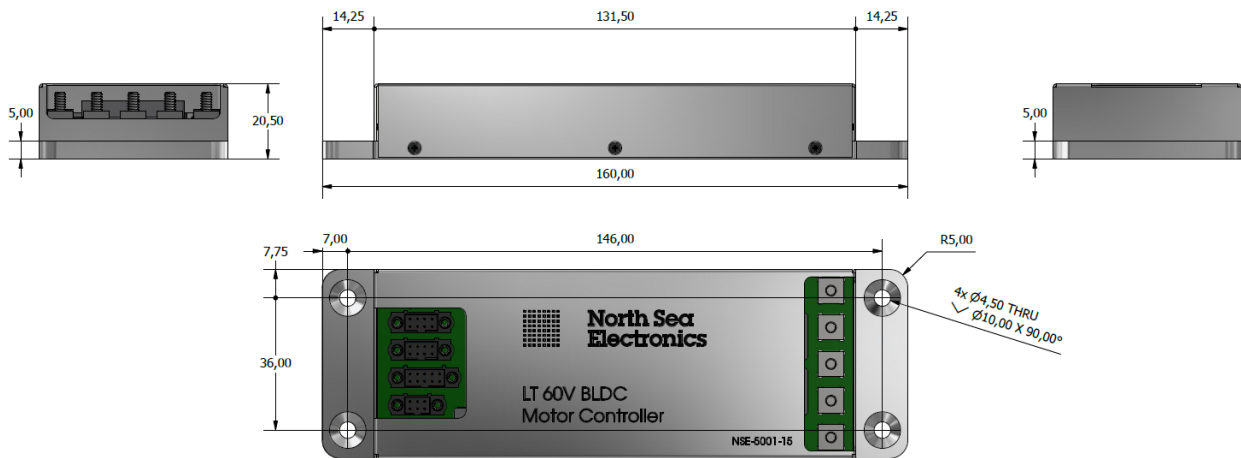 14,25
131,50
14,25
5,00
20,50
5,00
160,00
7,00
146,00
7,75
R5,00
4x Ø4,50 THRU
⌵ Ø10,00 X 90,00°
36,00
North Sea
Electronics
LT 60V BLDC
Motor Controller
NSE-5001-15